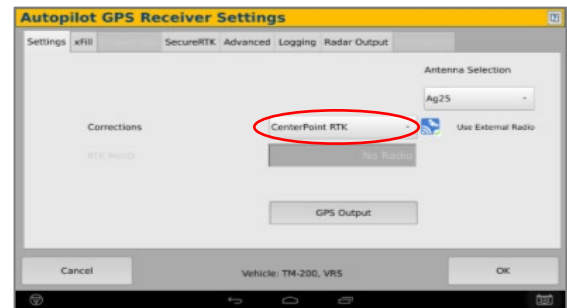 Autopilot GPS Receiver Settings
Settings xFill SecureRTK Advanced Logging Radar Output
Antenna Selection
Ag25
Corrections CenterPoint RTK Use External Radio
No Radio
GPS Output
Cancel Vehicle: TM-200, VRS OK